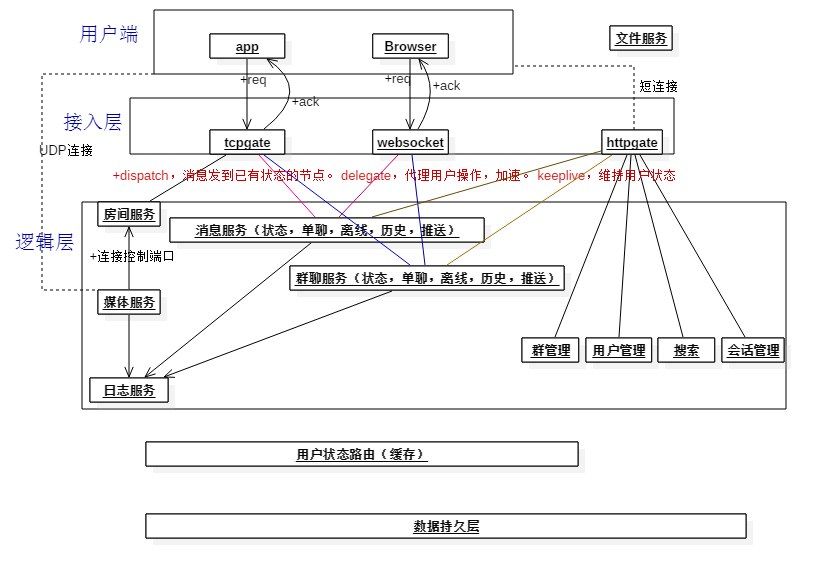 用户端
app
Browser
文件服务
+req
+req
+ack
+ack
短连接
接入层
tcpgate
websocket
httpgate
UDP连接
+dispatch，消息发到已有状态的节点。 delegate，代理用户操作，加速。 keeplive，维持用户状态
房间服务
消息服务（状态，单聊，离线，历史，推送）
逻辑层
+连接控制端口
群聊服务（状态，单聊，离线，历史，推送）
媒体服务
群管理
用户管理
搜索
会话管理
日志服务
用户状态路由（缓存）
数据持久层